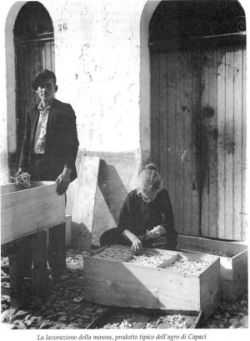 26
La lavorazione della manna, prodotto tipico dell'agro di Capaci